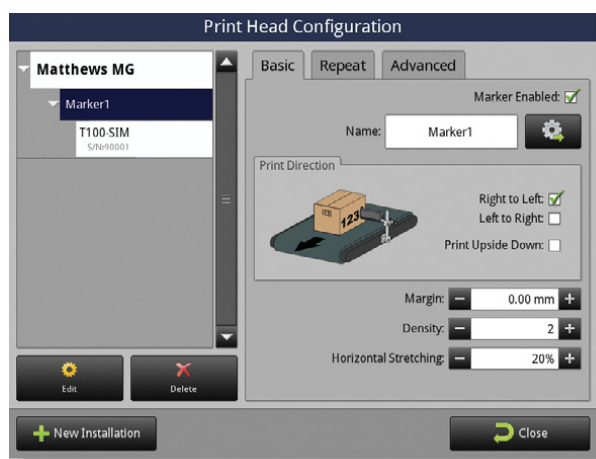 Print Head Configuration
Matthews MG
Marker1
T100-SIM
S/N:90001
Edit
Delete
Basic
Repeat
Advanced
Marker Enabled:
Name:
Marker1
Print Direction
123
Right to Left:
Left to Right:
Print Upside Down:
Margin:
0.00 mm
Density:
2
Horizontal Stretching:
20%
New Installation
Close